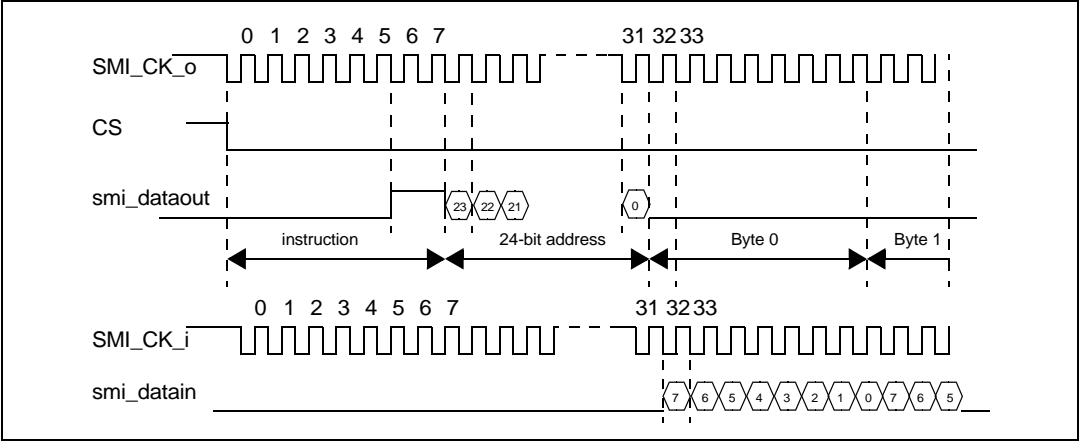 0 1 2 3 4 5 6 7 31 32 33
SMI_CK_o
CS
smi_dataout
23 22 21 0
instruction 24-bit address Byte 0 Byte 1
0 1 2 3 4 5 6 7 31 32 33
SMI_CK_i
smi_datain
7 6 5 4 3 2 1 0 7 6 5